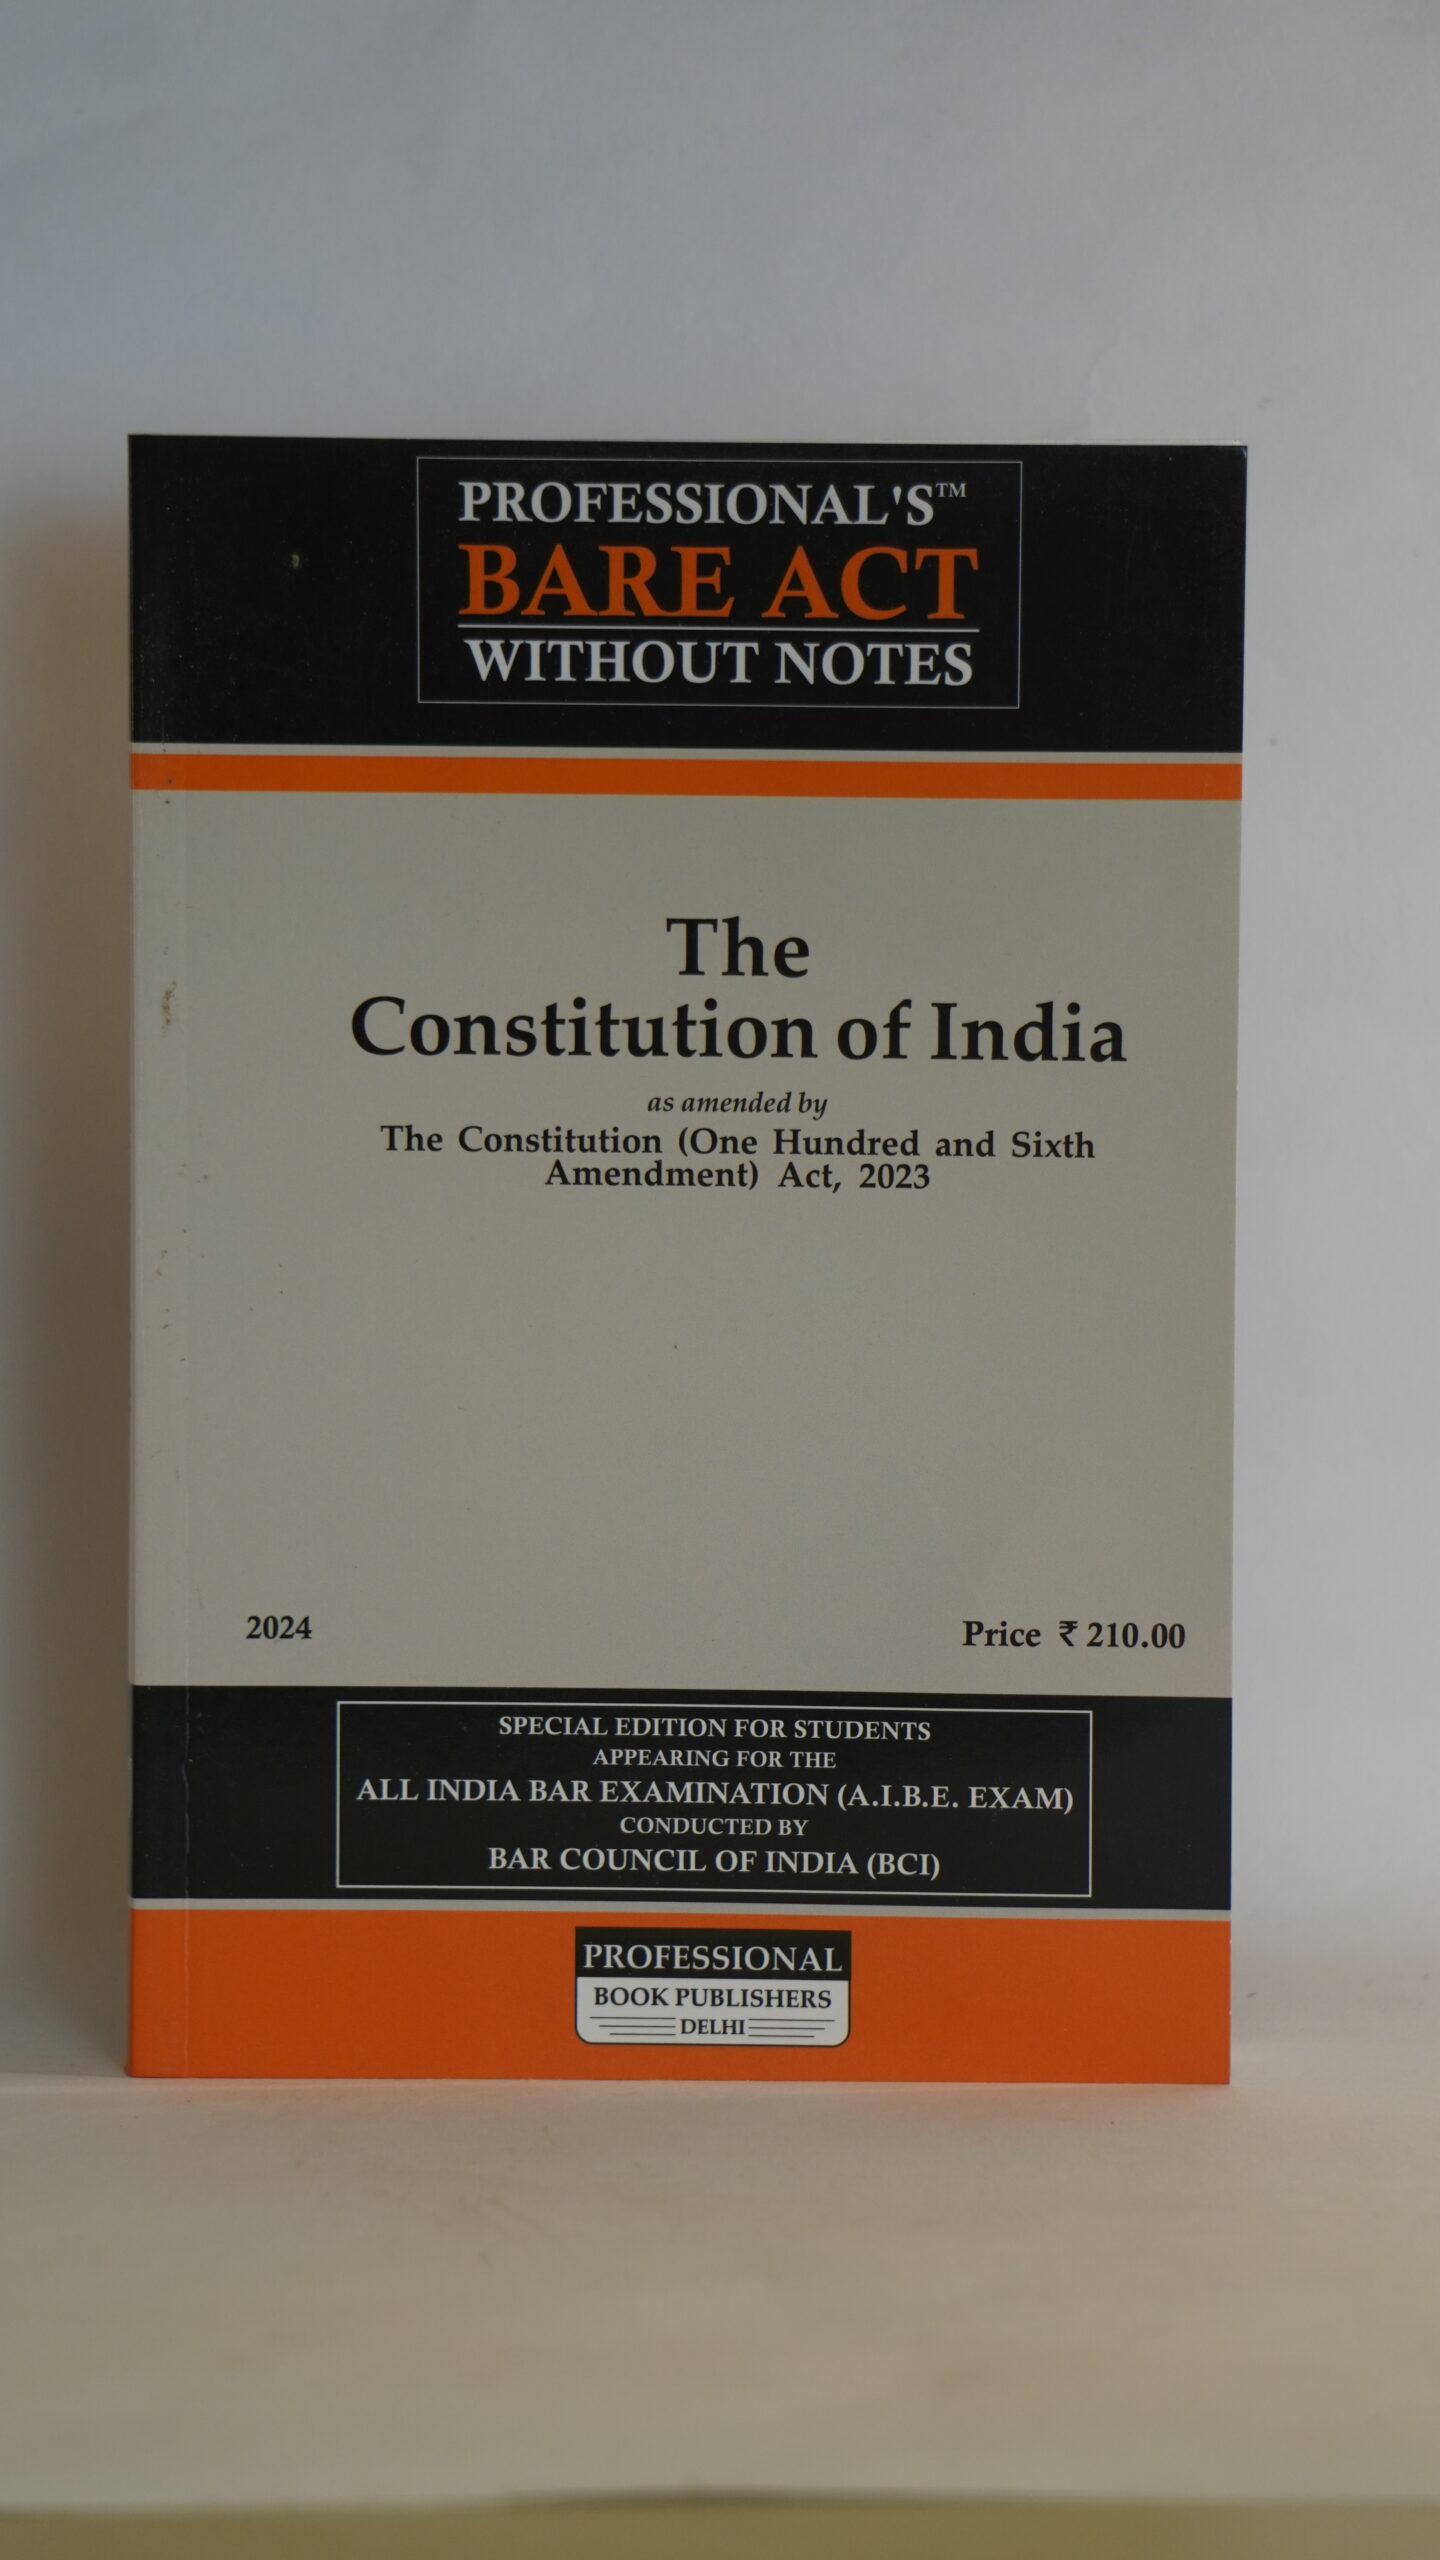 PROFESSIONAL'S™
BARE ACT
WITHOUT NOTES
The
Constitution of India
as amended by
The Constitution (One Hundred and Sixth
Amendment) Act, 2023
2024
Price ₹ 210.00
SPECIAL EDITION FOR STUDENTS
APPEARING FOR THE
ALL INDIA BAR EXAMINATION (A.I.B.E. EXAM)
CONDUCTED BY
BAR COUNCIL OF INDIA (BCI)
PROFESSIONAL
BOOK PUBLISHERS
DELHI